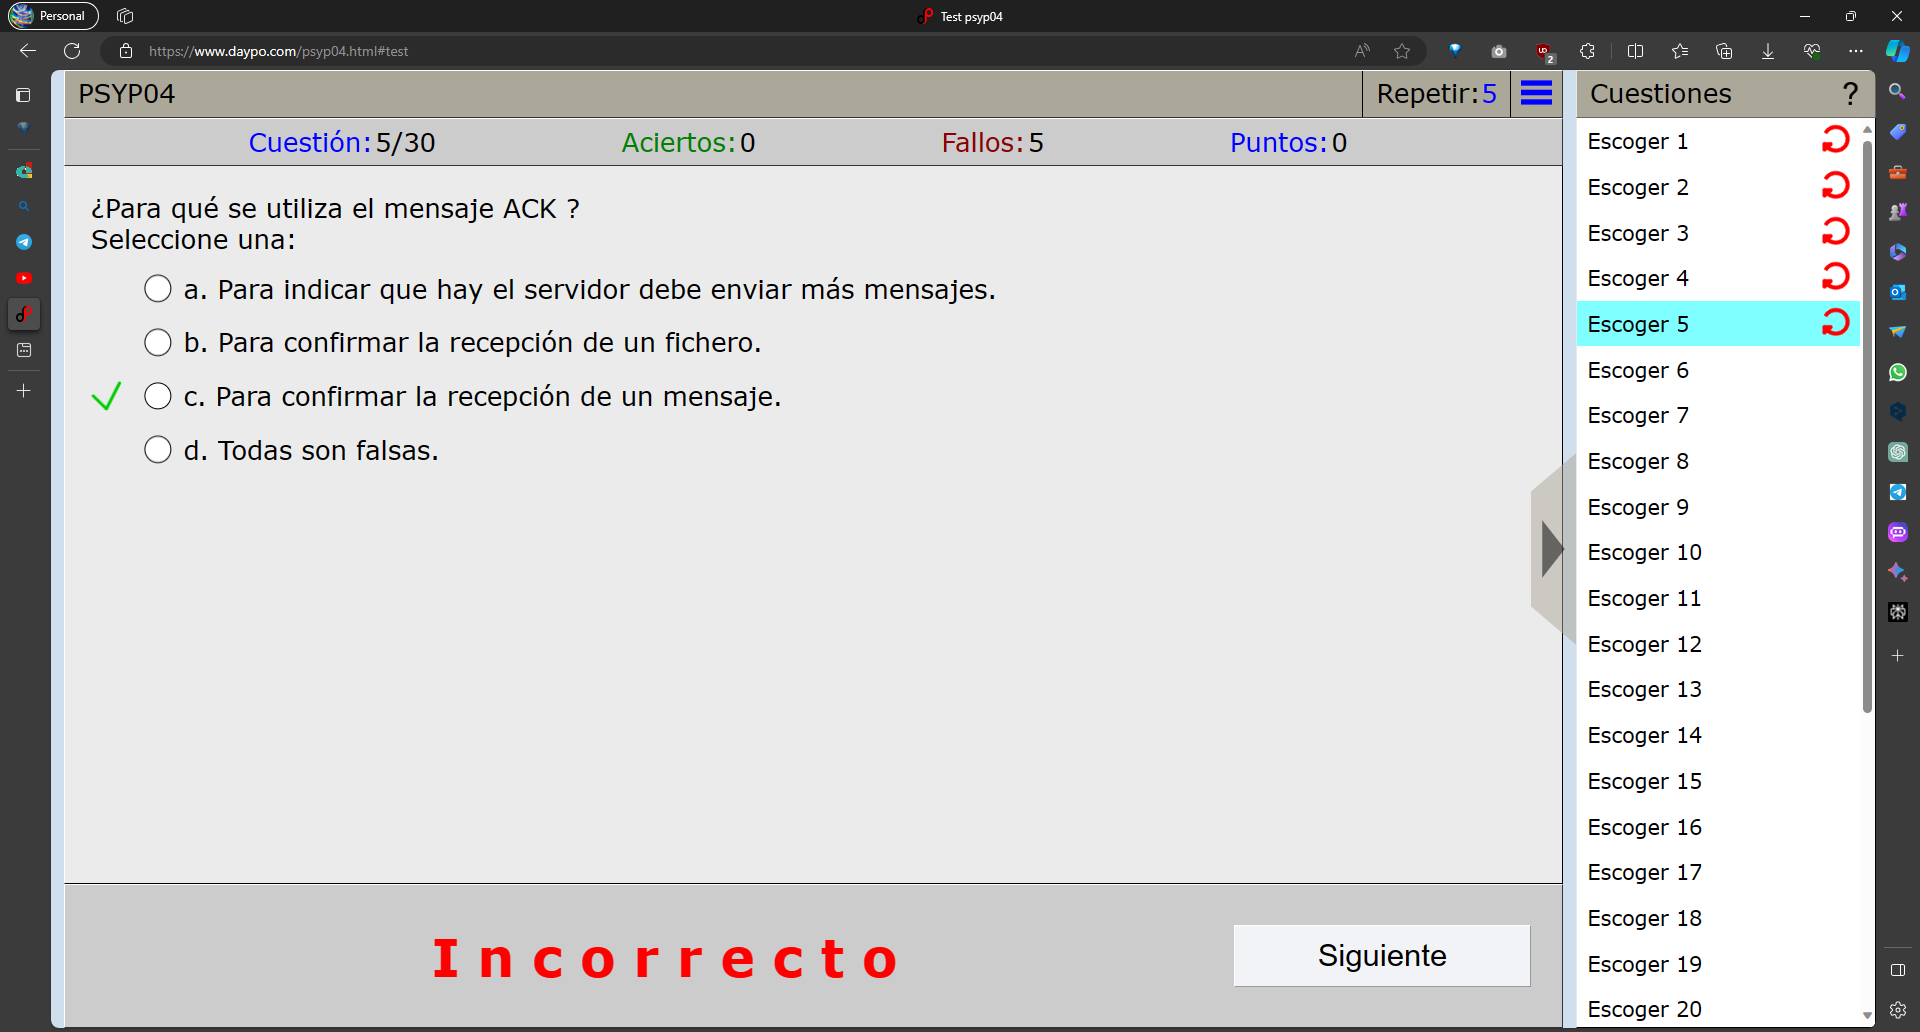 Personal
Test psyp04
https://www.daypo.com/psyp04.html#test
2
PSYP04
Repetir:5
Cuestiones
?
Cuestión:5/30
Aciertos:0
Fallos:5
Puntos:0
¿Para qué se utiliza el mensaje ACK ?
Seleccione una:
a. Para indicar que hay el servidor debe enviar más mensajes.
b. Para confirmar la recepción de un fichero.
c. Para confirmar la recepción de un mensaje.
d. Todas son falsas.
Incorrecto
Siguiente
Escoger 1
Escoger 2
Escoger 3
Escoger 4
Escoger 5
Escoger 6
Escoger 7
Escoger 8
Escoger 9
Escoger 10
Escoger 11
Escoger 12
Escoger 13
Escoger 14
Escoger 15
Escoger 16
Escoger 17
Escoger 18
Escoger 19
Escoger 20